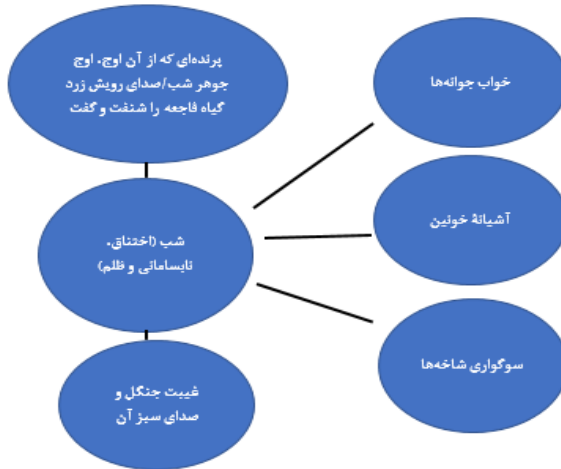 پرنده‌ای که از آن اوج. اوج
جوهر شب/صدای رویش زرد
گیاه فاجعه را شنفت و گفت
خواب جوانه‌ها
آشیانهٔ خونین
شب (اختناق.
نابسامانی و ظلم)
سوگواری شاخه‌ها
غیبت جنگل و
صدای سبز آن